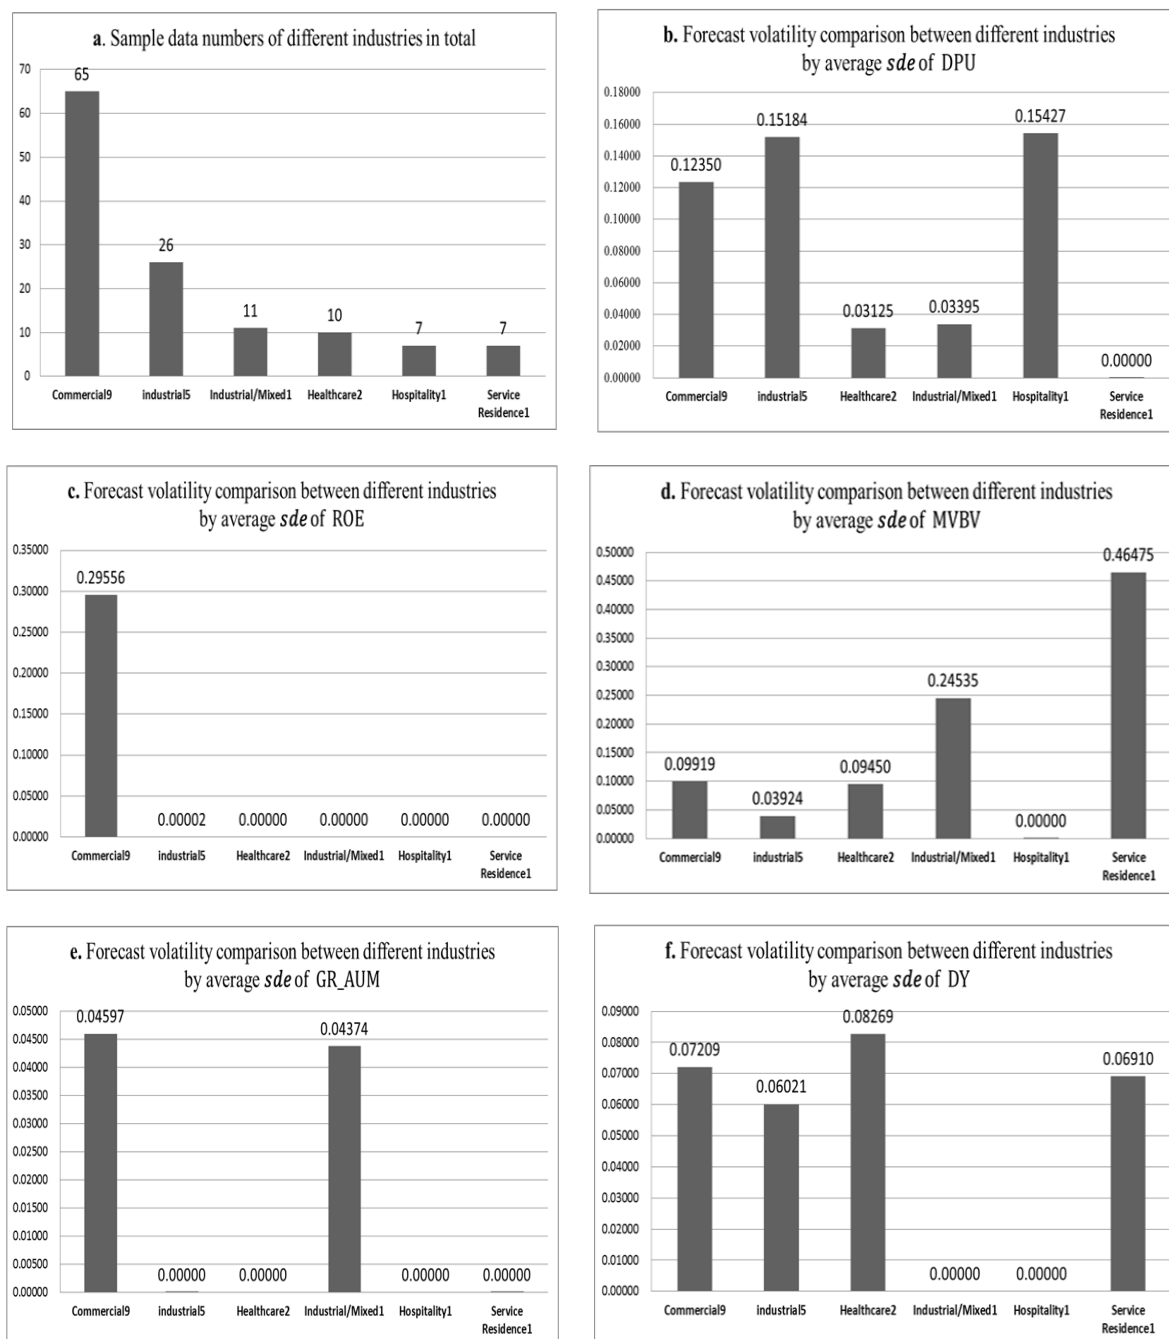 a. Sample data numbers of different industries in total
70
60
50
40
30
20
10
0
65
26
11
10
7
7
Commercial9
industrial5
Industrial/Mixed1
Healthcare2
Hospitality1
Service
Residence1
b. Forecast volatility comparison between different industries
by average sde of DPU
0.18000
0.16000
0.14000
0.12000
0.10000
0.08000
0.06000
0.04000
0.02000
0.00000
0.12350
0.15184
0.03125
0.03395
0.15427
0.00000
Commercial9
industrial5
Healthcare2
Industrial/Mixed1
Hospitality1
Service
Residence1
c. Forecast volatility comparison between different industries
by average sde of ROE
0.35000
0.30000
0.25000
0.20000
0.15000
0.10000
0.05000
0.00000
0.29556
0.00002
0.00000
0.00000
0.00000
0.00000
Commercial9
industrial5
Healthcare2
Industrial/Mixed1
Hospitality1
Service
Residence1
d. Forecast volatility comparison between different industries
by average sde of MVBV
0.50000
0.45000
0.40000
0.35000
0.30000
0.25000
0.20000
0.15000
0.10000
0.05000
0.00000
0.09919
0.03924
0.09450
0.24535
0.00000
0.46475
Commercial9
industrial5
Healthcare2
Industrial/Mixed1
Hospitality1
Service
Residence1
e. Forecast volatility comparison between different industries
by average sde of GR_AUM
0.05000
0.04500
0.04000
0.03500
0.03000
0.02500
0.02000
0.01500
0.01000
0.00500
0.00000
0.04597
0.00000
0.00000
0.04374
0.00000
0.00000
Commercial9
industrial5
Healthcare2
Industrial/Mixed1
Hospitality1
Service
Residence1
f. Forecast volatility comparison between different industries
by average sde of DY
0.09000
0.08000
0.07000
0.06000
0.05000
0.04000
0.03000
0.02000
0.01000
0.00000
0.07209
0.06021
0.08269
0.00000
0.00000
0.06910
Commercial9
industrial5
Healthcare2
Industrial/Mixed1
Hospitality1
Service
Residence1